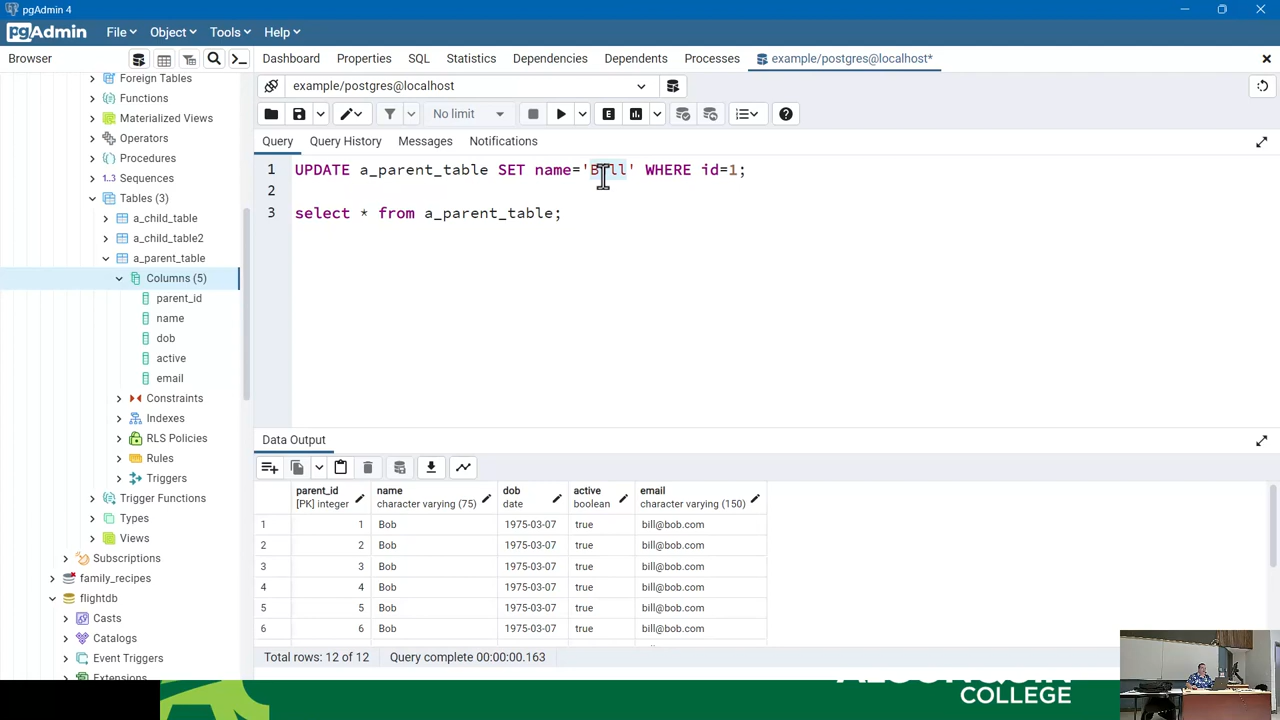 pgAdmin 4
pgAdmin File Object Tools Help
Browser
Dashboard Properties SQL Statistics Dependencies Dependents Processes example/postgres@localhost*
example/postgres@localhost
No limit
Query Query History Messages Notifications
Foreign Tables
Functions
Materialized Views
Operators
Procedures
1..3 Sequences
Tables (3)
a_child_table
a_child_table2
a_parent_table
Columns (5)
parent_id
name
dob
active
email
Constraints
Indexes
RLS Policies
Rules
Triggers
Trigger Functions
Types
Views
Subscriptions
family_recipes
flightdb
Casts
Catalogs
Event Triggers
Extensions
1 UPDATE a_parent_table SET name='Bill' WHERE id=1;
2
3 select * from a_parent_table;
Data Output
parent_id name dob active email
[PK] integer character varying (75) date boolean character varying (150)
1 1 Bob 1975-03-07 true bill@bob.com
2 2 Bob 1975-03-07 true bill@bob.com
3 3 Bob 1975-03-07 true bill@bob.com
4 4 Bob 1975-03-07 true bill@bob.com
5 5 Bob 1975-03-07 true bill@bob.com
6 6 Bob 1975-03-07 true bill@bob.com
Total rows: 12 of 12 Query complete 00:00:00.163
ALGONQUIN
COLLEGE